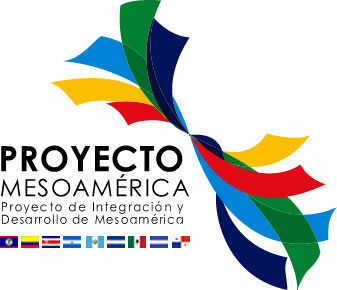 PROYECTO
MESOAMÉRICA
Proyecto de Integración y
Desarrollo de Mesoamérica